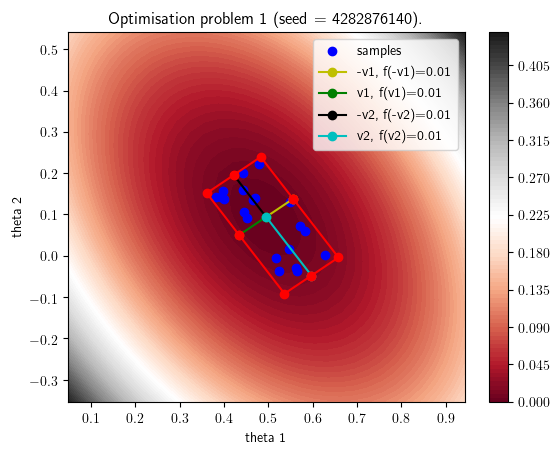 Optimisation problem 1 (seed = 4282876140).
samples
-v1, f(-v1)=0.01
v1, f(v1)=0.01
-v2, f(-v2)=0.01
v2, f(v2)=0.01
theta 2
0.5
0.4
0.3
0.2
0.1
0.0
−0.1
−0.2
−0.3
0.1 0.2 0.3 0.4 0.5 0.6 0.7 0.8 0.9
theta 1
0.405
0.360
0.315
0.270
0.225
0.180
0.135
0.090
0.045
0.000